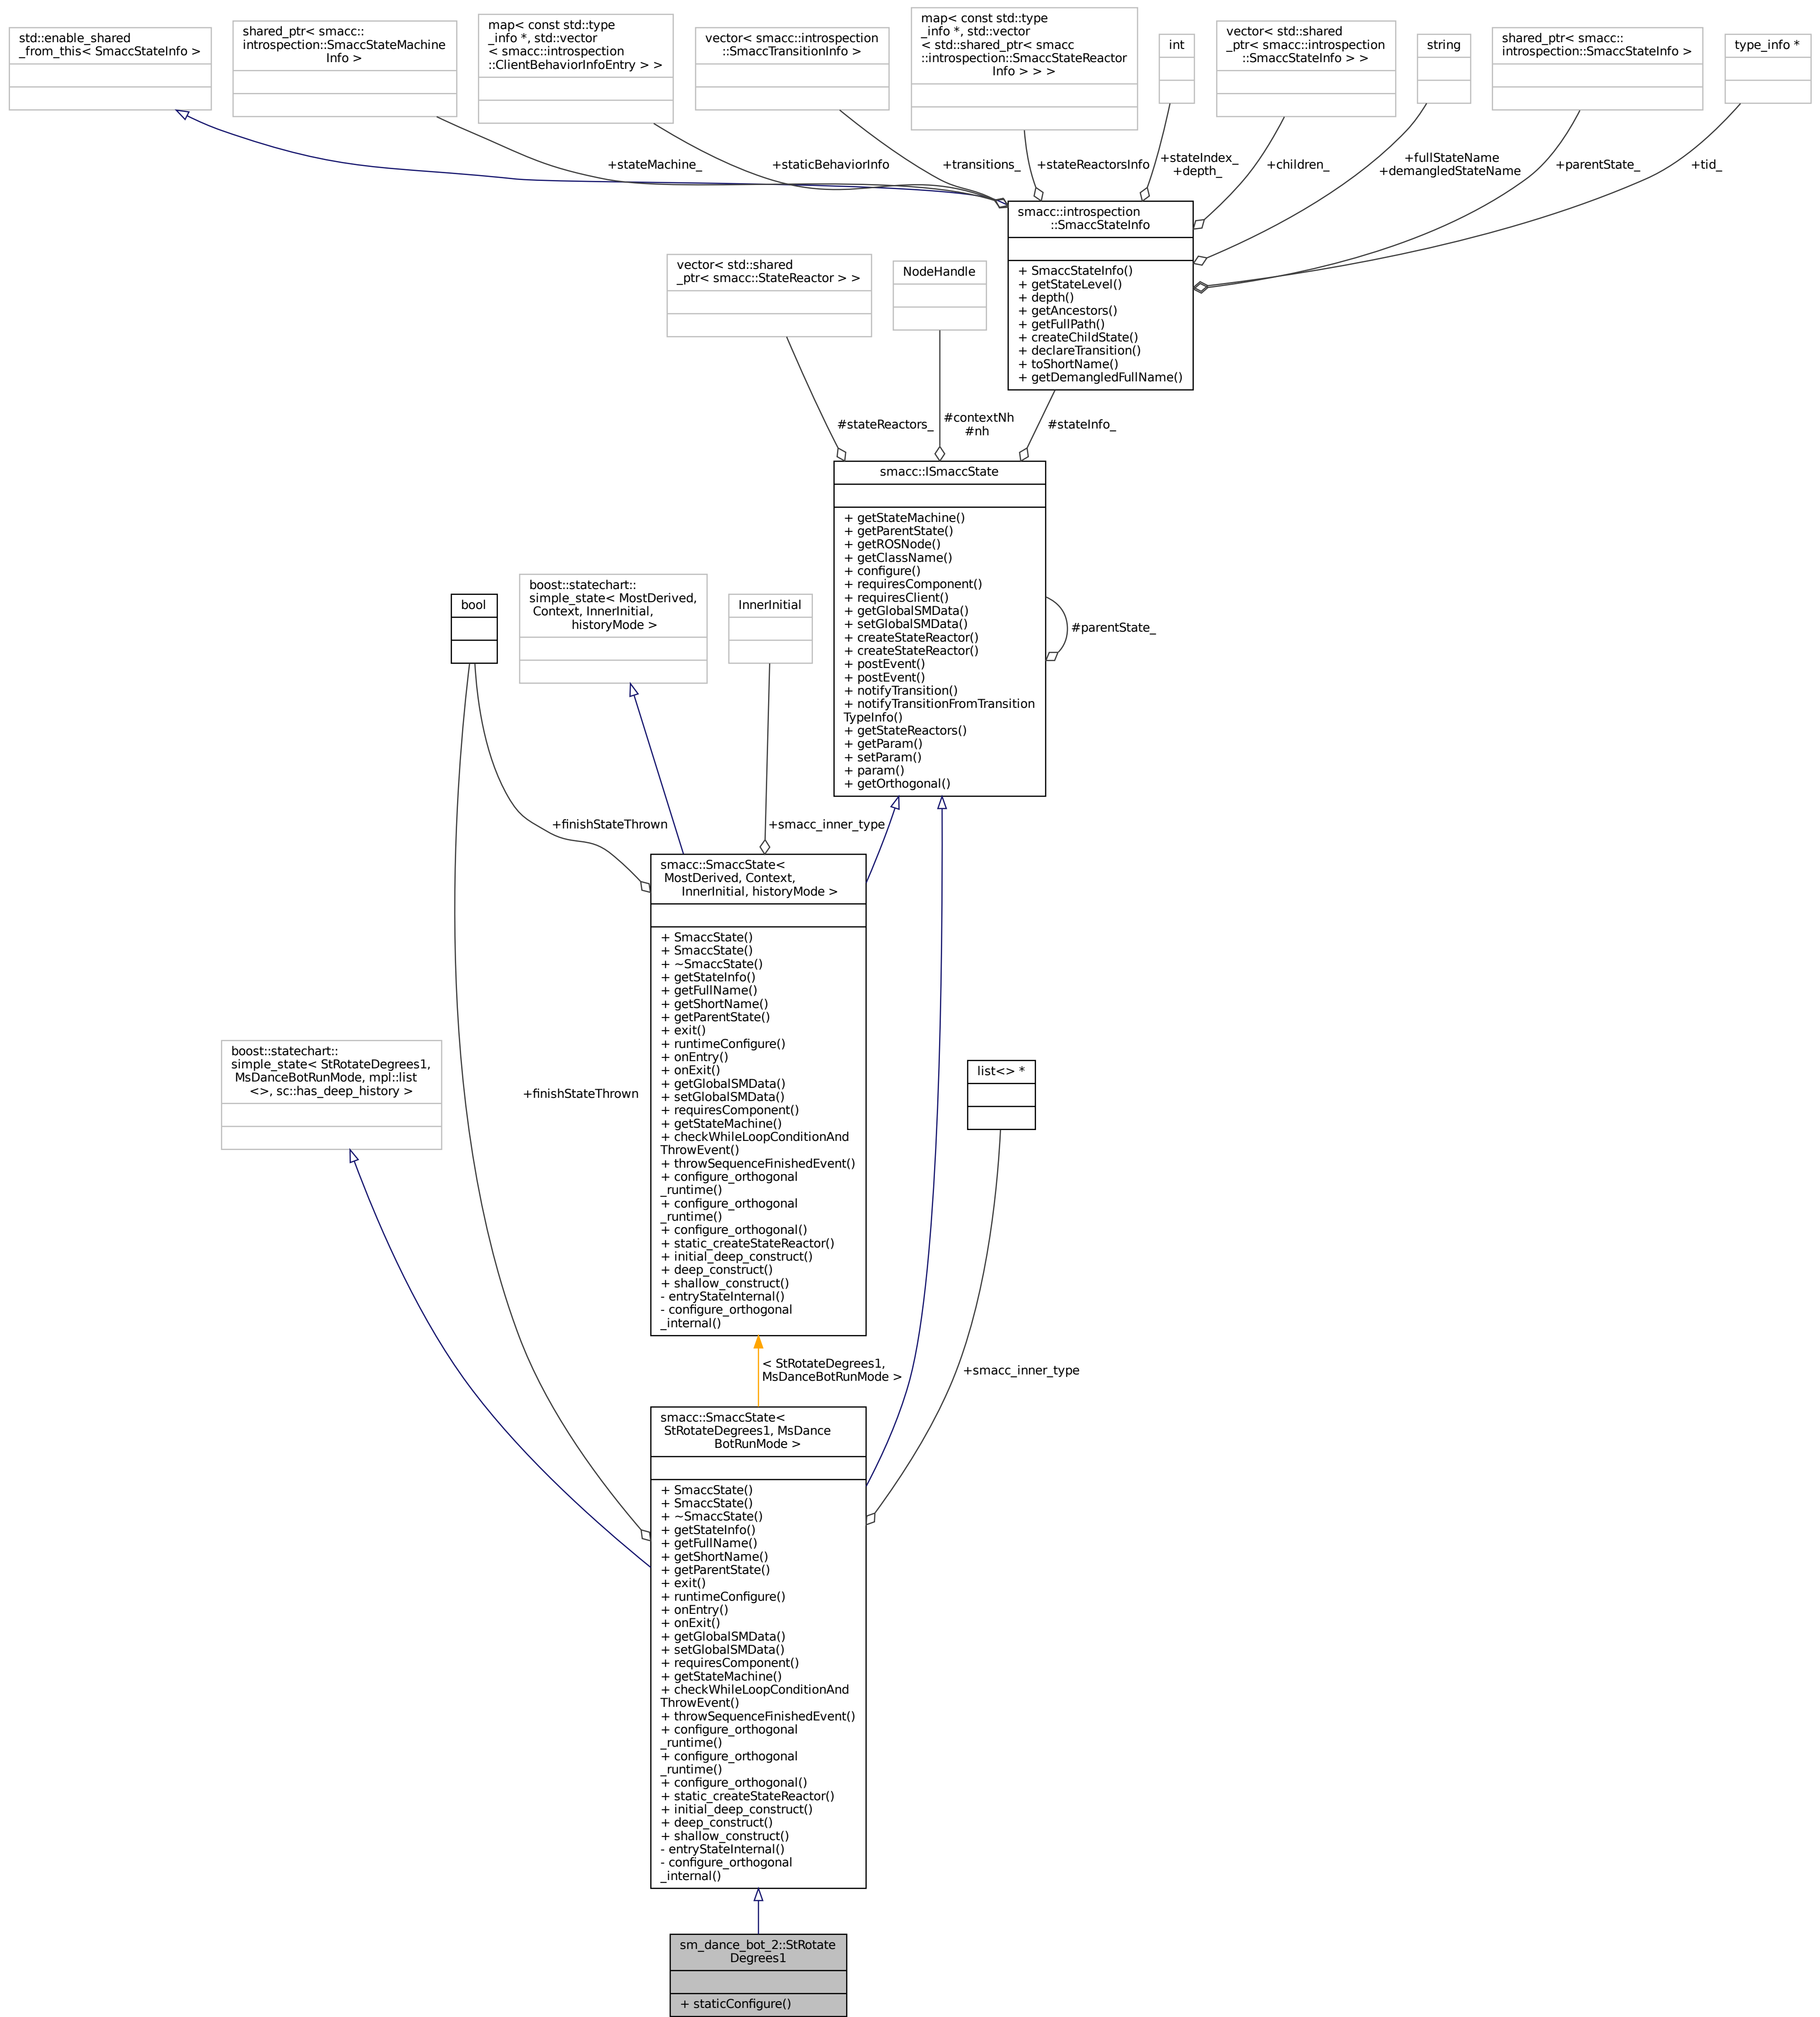 std::enable_shared
_from_this< SmaccStateInfo >
shared_ptr< smacc::
introspection::SmaccStateMachine
Info >
map< const std::type
_info *, std::vector
< smacc::introspection
::ClientBehaviorInfoEntry > >
vector< smacc::introspection
::SmaccTransitionInfo >
map< const std::type
_info *, std::vector
< std::shared_ptr< smacc
::introspection::SmaccStateReactor
Info > > >
int
vector< std::shared
_ptr< smacc::introspection
::SmaccStateInfo > >
string
shared_ptr< smacc::
introspection::SmaccStateInfo >
type_info *
+stateMachine_
+staticBehaviorInfo
+transitions_
+stateReactorsInfo
+stateIndex_
+depth_
+children_
+fullStateName
+demangledStateName
+parentState_
+tid_
smacc::introspection
::SmaccStateInfo
+ SmaccStateInfo()
+ getStateLevel()
+ depth()
+ getAncestors()
+ getFullPath()
+ createChildState()
+ declareTransition()
+ toShortName()
+ getDemangledFullName()
vector< std::shared
_ptr< smacc::StateReactor > >
NodeHandle
#stateReactors_
#contextNh
#nh
#stateInfo_
smacc::ISmaccState
+ getStateMachine()
+ getParentState()
+ getROSNode()
+ getClassName()
+ configure()
+ requiresComponent()
+ requiresClient()
+ getGlobalSMData()
+ setGlobalSMData()
+ createStateReactor()
+ createStateReactor()
+ postEvent()
+ postEvent()
+ notifyTransition()
+ notifyTransitionFromTransition
TypeInfo()
+ getStateReactors()
+ getParam()
+ setParam()
+ param()
+ getOrthogonal()
#parentState_
bool
boost::statechart::
simple_state< MostDerived,
Context, InnerInitial,
historyMode >
InnerInitial
+finishStateThrown
+smacc_inner_type
smacc::SmaccState<
MostDerived, Context,
InnerInitial, historyMode >
+ SmaccState()
+ SmaccState()
+ ~SmaccState()
+ getStateInfo()
+ getFullName()
+ getShortName()
+ getParentState()
+ exit()
+ runtimeConfigure()
+ onEntry()
+ onExit()
+ getGlobalSMData()
+ setGlobalSMData()
+ requiresComponent()
+ getStateMachine()
+ checkWhileLoopConditionAnd
ThrowEvent()
+ throwSequenceFinishedEvent()
+ configure_orthogonal
_runtime()
+ configure_orthogonal
_runtime()
+ configure_orthogonal()
+ static_createStateReactor()
+ initial_deep_construct()
+ deep_construct()
+ shallow_construct()
- entryStateInternal()
- configure_orthogonal
_internal()
boost::statechart::
simple_state< StRotateDegrees1,
MsDanceBotRunMode, mpl::list
<>, sc::has_deep_history >
+finishStateThrown
list<> *
< StRotateDegrees1,
MsDanceBotRunMode >
+smacc_inner_type
smacc::SmaccState<
StRotateDegrees1, MsDance
BotRunMode >
+ SmaccState()
+ SmaccState()
+ ~SmaccState()
+ getStateInfo()
+ getFullName()
+ getShortName()
+ getParentState()
+ exit()
+ runtimeConfigure()
+ onEntry()
+ onExit()
+ getGlobalSMData()
+ setGlobalSMData()
+ requiresComponent()
+ getStateMachine()
+ checkWhileLoopConditionAnd
ThrowEvent()
+ throwSequenceFinishedEvent()
+ configure_orthogonal
_runtime()
+ configure_orthogonal
_runtime()
+ configure_orthogonal()
+ static_createStateReactor()
+ initial_deep_construct()
+ deep_construct()
+ shallow_construct()
- entryStateInternal()
- configure_orthogonal
_internal()
sm_dance_bot_2::StRotate
Degrees1
+ staticConfigure()